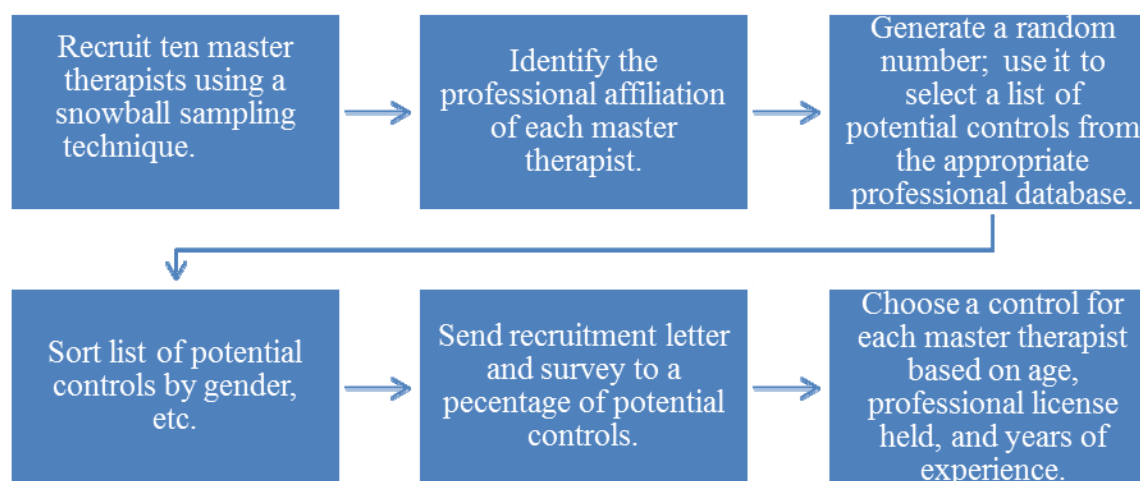 Recruit ten master
therapists using a
snowball sampling
technique.
Identify the
professional affiliation
of each master
therapist.
Generate a random
number; use it to
select a list of
potential controls from
the appropriate
professional database.
Sort list of potential
controls by gender,
etc.
Send recruitment letter
and survey to a
pecentage of potential
controls.
Choose a control for
each master therapist
based on age,
professional license
held, and years of
experience.